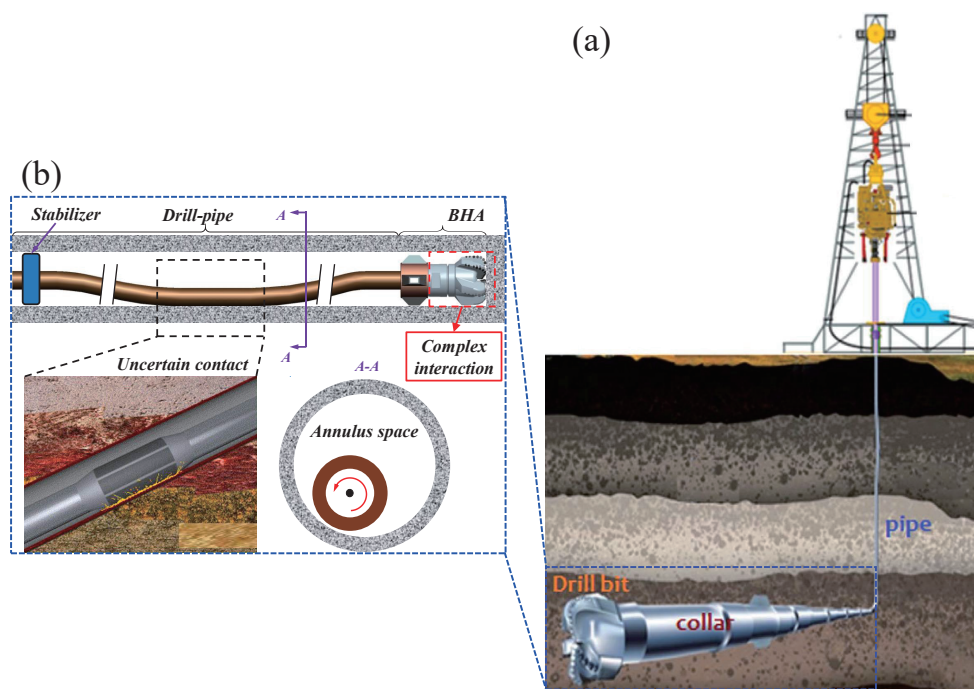 (a)
(b)
Stabilizer
Drill-pipe
A
BHA
A
Uncertain contact
A-A
Complex
interaction
Annulus space
pipe
Drill bit
collar